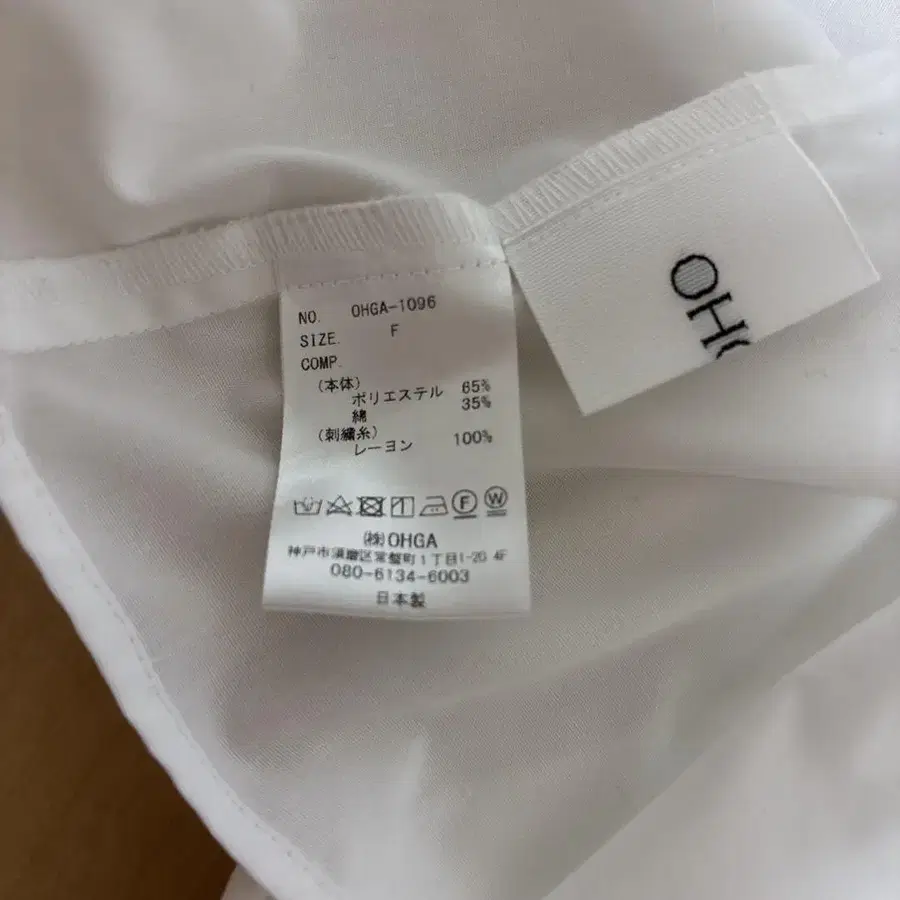 NO. OHGA-1096
SIZE. F
COMP.
(本体)
ポリエステル 65%
綿 35%
(刺繍糸)
レーヨン 100%
F W
(株)OHGA
神戸市須磨区常盤町1丁目1-20 4F
080-6134-6003
日本製
OHG